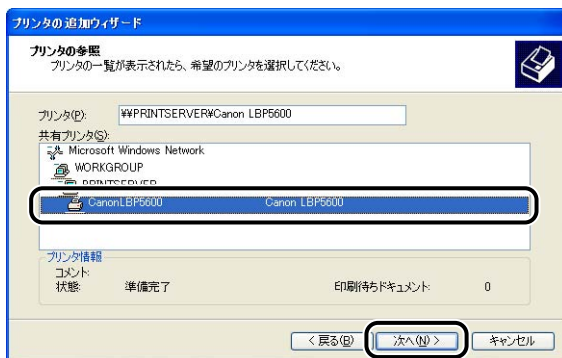 プリンタの追加ウィザード
プリンタの参照
プリンタの一覧が表示されたら、希望のプリンタを選択してください。
プリンタ(P): ¥¥PRINTSERVER¥Canon LBP5600
共有プリンタ(S):
Microsoft Windows Network
WORKGROUP
PRINTSERVER
CanonLBP5600 Canon LBP5600
プリンタ情報
コメント:
状態: 準備完了 印刷待ちドキュメント: 0
< 戻る(B) 次へ(N) > キャンセル